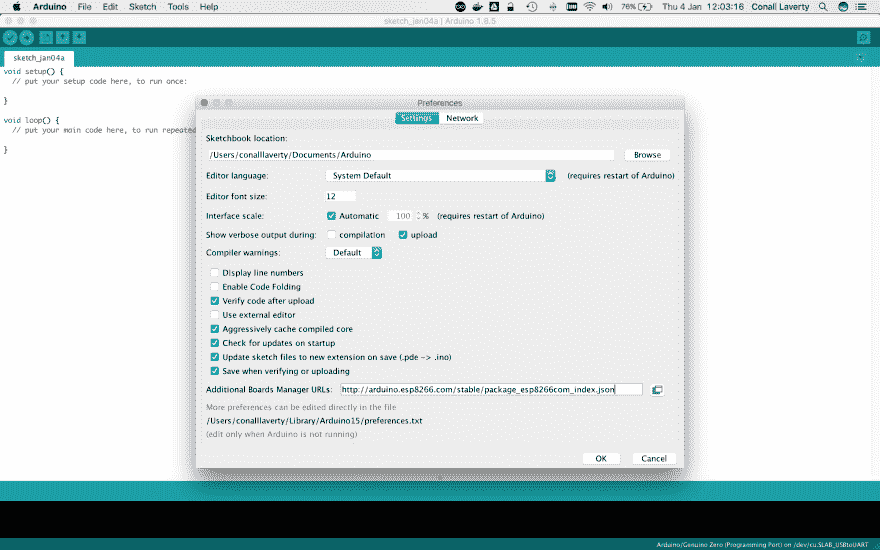 Arduino File Edit Sketch Tools Help 76% Thu 4 Jan 12:03:16 Conall Laverty
sketch_jan04a | Arduino 1.8.5
sketch_jan04a
void setup() {
// put your setup code here, to run once:
}
void loop() {
// put your main code here, to run repeated
}
Preferences
Settings Network
Sketchbook location:
/Users/conalllaverty/Documents/Arduino Browse
Editor language: System Default (requires restart of Arduino)
Editor font size: 12
Interface scale: Automatic 100 % (requires restart of Arduino)
Show verbose output during: compilation upload
Compiler warnings: Default
Display line numbers
Enable Code Folding
Verify code after upload
Use external editor
Aggressively cache compiled core
Check for updates on startup
Update sketch files to new extension on save (.pde -> .ino)
Save when verifying or uploading
Additional Boards Manager URLs: http://arduino.esp8266.com/stable/package_esp8266com_index.json
More preferences can be edited directly in the file
/Users/conalllaverty/Library/Arduino15/preferences.txt
(edit only when Arduino is not running)
OK Cancel
Arduino/Genuino Zero (Programming Port) on /dev/cu.SLAB_USBtoUART